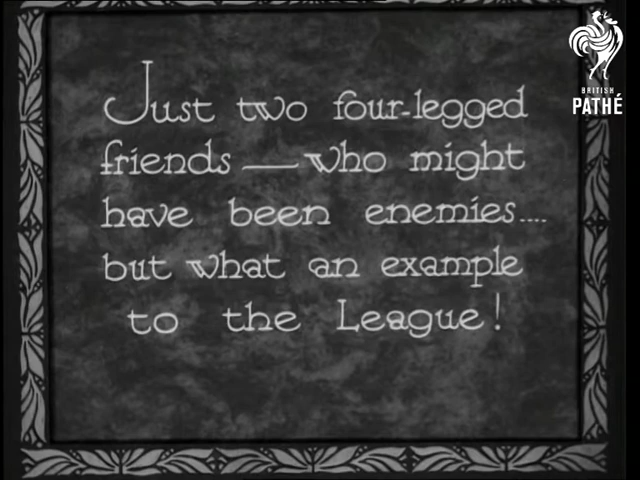 BRITISH
PATHÉ
Just two four-legged
friends — who might
have been enemies....
but what an example
to the League!